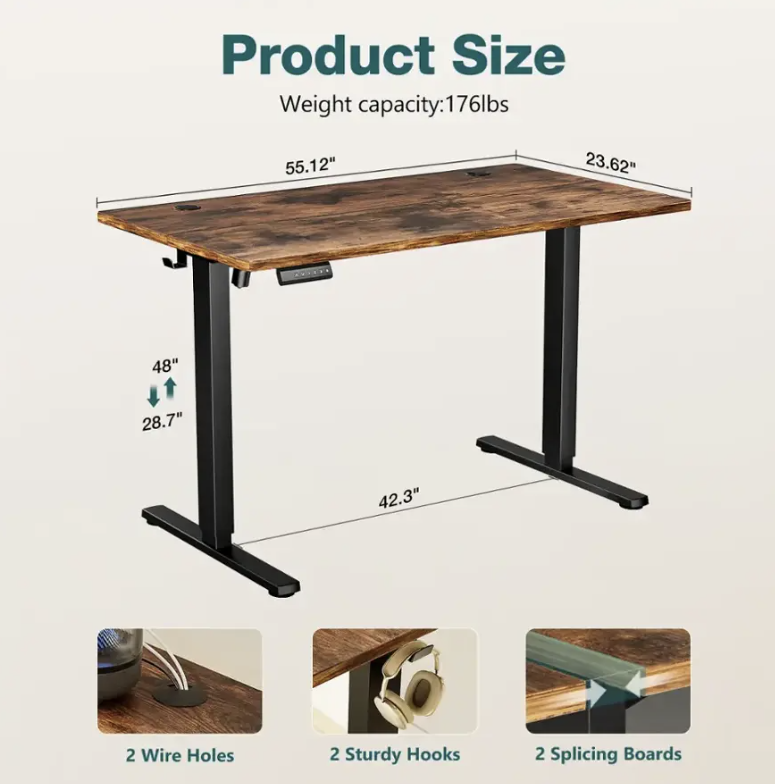 Product Size
Weight capacity:176lbs
55.12"
23.62"
48"
28.7"
42.3"
2 Wire Holes
2 Sturdy Hooks
2 Splicing Boards